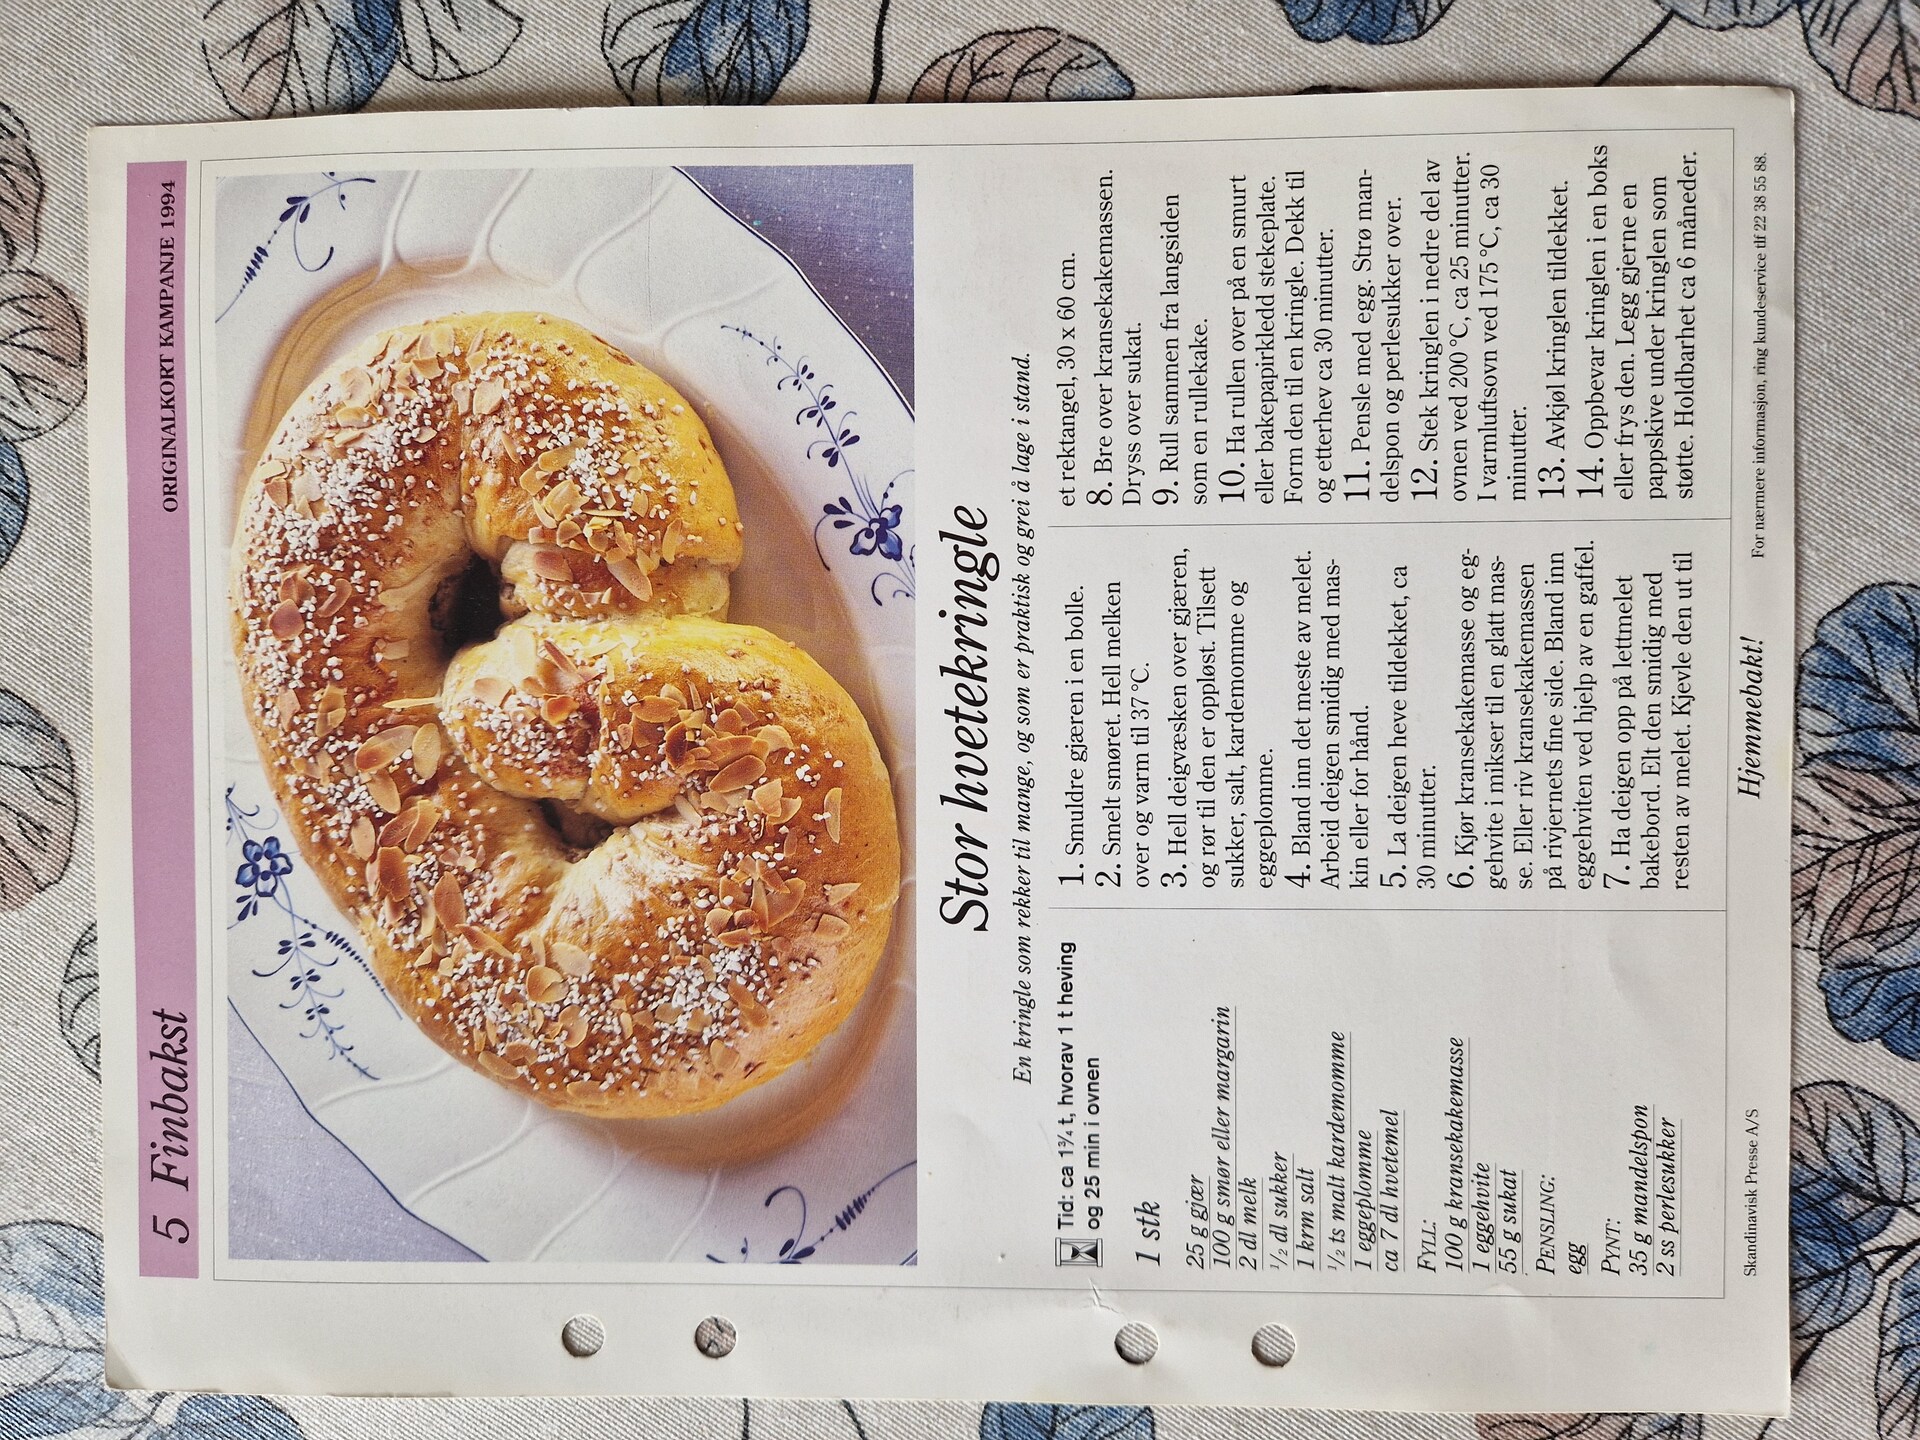 5 Finbakst
ORIGINALKORT KAMPANJE 1994
Stor hvetekringle
En kringle som rekker til mange, og som er praktisk og grei å lage i stand.
Tid: ca 1¾ t, hvorav 1 t heving
og 25 min i ovnen
1 stk
25 g gjær
100 g smør eller margarin
2 dl melk
½ dl sukker
1 krm salt
½ ts malt kardemomme
1 eggeplomme
ca 7 dl hvetemel
FYLL:
100 g kransekakemasse
1 eggehvite
55 g sukat
PENSLING:
egg
PYNT:
35 g mandelspon
2 ss perlesukker
1. Smuldre gjæren i en bolle.
2. Smelt smøret. Hell melken
over og varm til 37 °C.
3. Hell deigvæsken over gjæren,
og rør til den er oppløst. Tilsett
sukker, salt, kardemomme og
eggeplomme.
4. Bland inn det meste av melet.
Arbeid deigen smidig med mas-
kin eller for hånd.
5. La deigen heve tildekket, ca
30 minutter.
6. Kjør kransekakemasse og eg-
gehvite i mikser til en glatt mas-
se. Eller riv kransekakemassen
på rivjernets fine side. Bland inn
eggehviten ved hjelp av en gaffel.
7. Ha deigen opp på lettmelet
bakebord. Elt den smidig med
resten av melet. Kjevle den ut til
et rektangel, 30 x 60 cm.
8. Bre over kransekakemassen.
Dryss over sukat.
9. Rull sammen fra langsiden
som en rullekake.
10. Ha rullen over på en smurt
eller bakepapirkledd stekeplate.
Form den til en kringle. Dekk til
og etterhev ca 30 minutter.
11. Pensle med egg. Strø man-
delspon og perlesukker over.
12. Stek kringlen i nedre del av
ovnen ved 200 °C, ca 25 minutter.
I varmluftsovn ved 175 °C, ca 30
minutter.
13. Avkjøl kringlen tildekket.
14. Oppbevar kringlen i en boks
eller frys den. Legg gjerne en
pappskive under kringlen som
støtte. Holdbarhet ca 6 måneder.
Skandinavisk Presse A/S
Hjemmebakt!
For nærmere informasjon, ring kundeservice tlf 22 38 55 88.